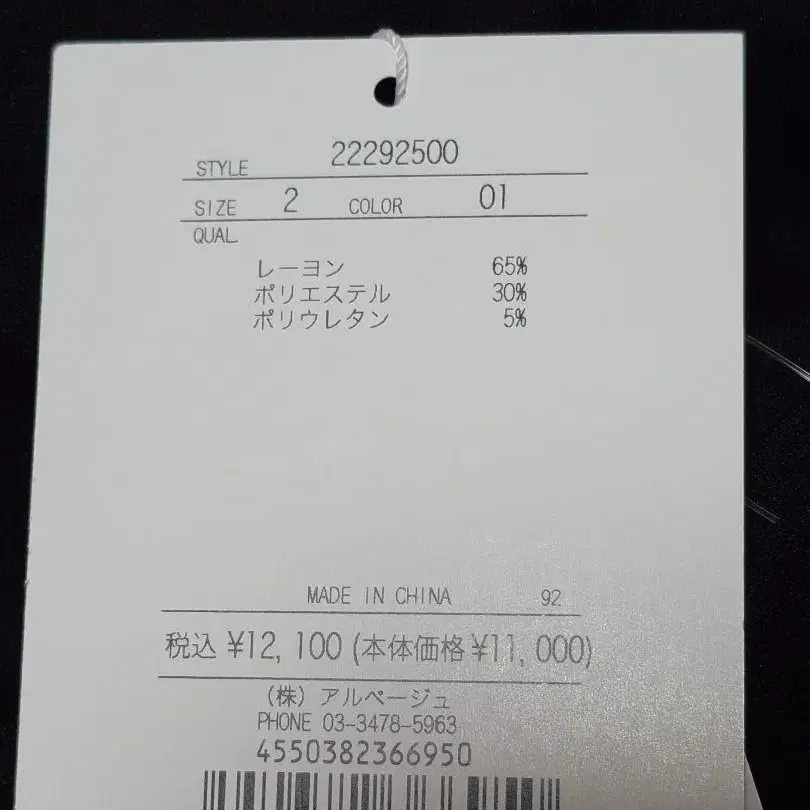 STYLE 22292500
SIZE 2 COLOR 01
QUAL
レーヨン 65%
ポリエステル 30%
ポリウレタン 5%
MADE IN CHINA 92
税込 ¥12, 100 (本体価格 ¥11, 000)
(株) アルページュ
PHONE 03-3478-5963
4550382366950